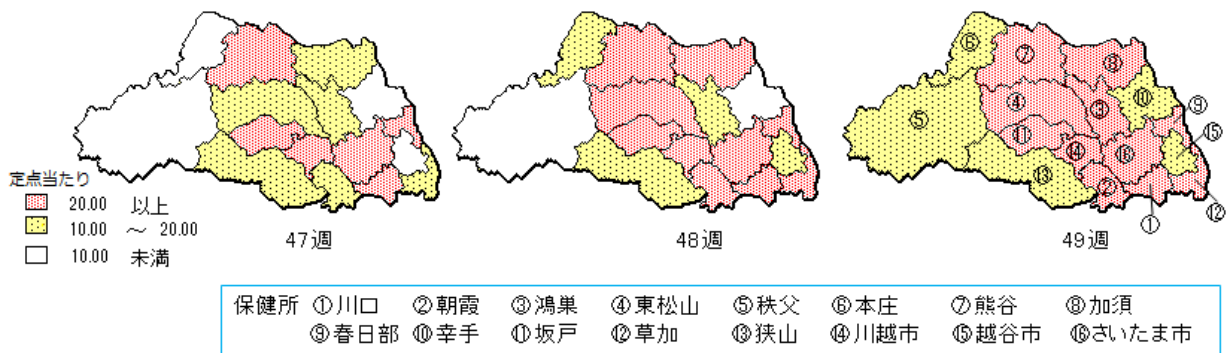 ⑥ ⑦ ⑧
④ ③ ⑩ ⑨
⑤ ⑪ ⑭ ⑯ ⑮
⑬ ② ① ⑫
定点当たり
20.00 以上
10.00 ～ 20.00
10.00 未満
47週
48週
49週
保健所 ①川口 ②朝霞 ③鴻巣 ④東松山 ⑤秩父 ⑥本庄 ⑦熊谷 ⑧加須
⑨春日部 ⑩幸手 ⑪坂戸 ⑫草加 ⑬狭山 ⑭川越市 ⑮越谷市 ⑯さいたま市